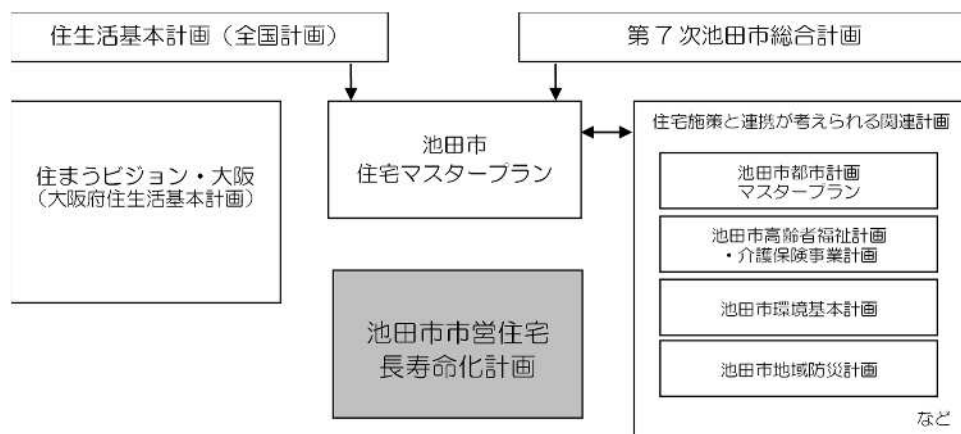 住生活基本計画（全国計画）
第７次池田市総合計画
住まうビジョン・大阪
（大阪府住生活基本計画）
池田市
住宅マスタープラン
池田市市営住宅
長寿命化計画
住宅施策と連携が考えられる関連計画
池田市都市計画
マスタープラン
池田市高齢者福祉計画
・介護保険事業計画
池田市環境基本計画
池田市地域防災計画
など